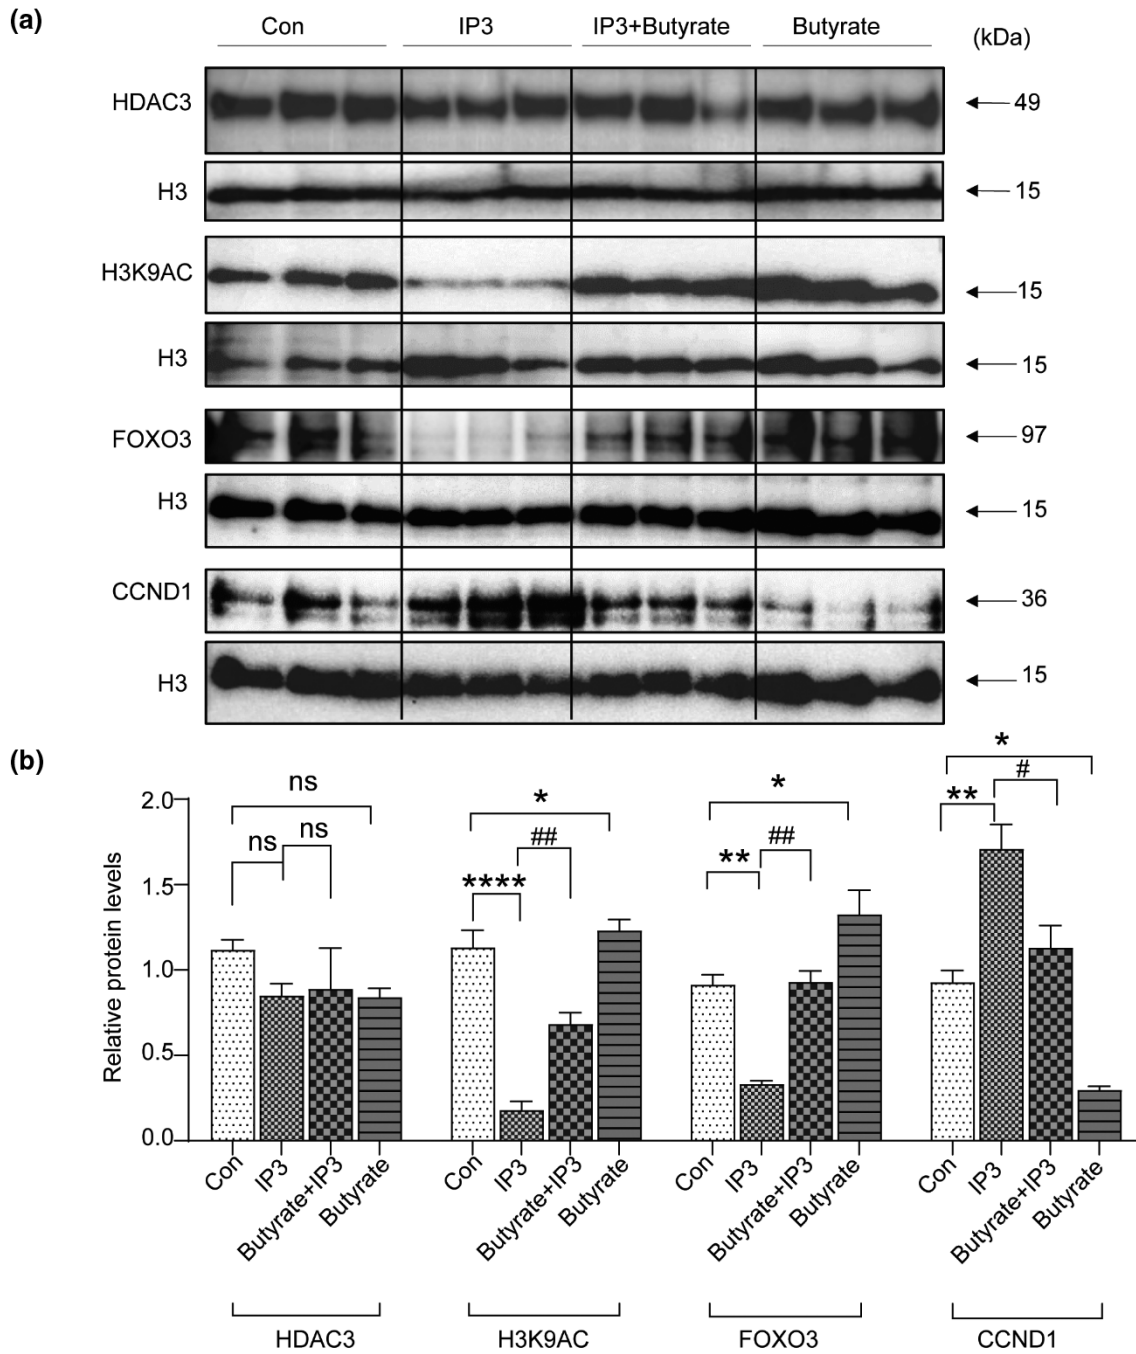 (a)
Con IP3 IP3+Butyrate Butyrate (kDa)
HDAC3 49
H3 15
H3K9AC 15
H3 15
FOXO3 97
H3 15
CCND1 36
H3 15
(b)
Relative protein levels
2.0
1.5
1.0
0.5
0.0
ns
ns ns
*
##
****
*
##
**
*
#
**
Con IP3 Butyrate+IP3 Butyrate Con IP3 Butyrate+IP3 Butyrate Con IP3 Butyrate+IP3 Butyrate Con IP3 Butyrate+IP3 Butyrate
HDAC3 H3K9AC FOXO3 CCND1